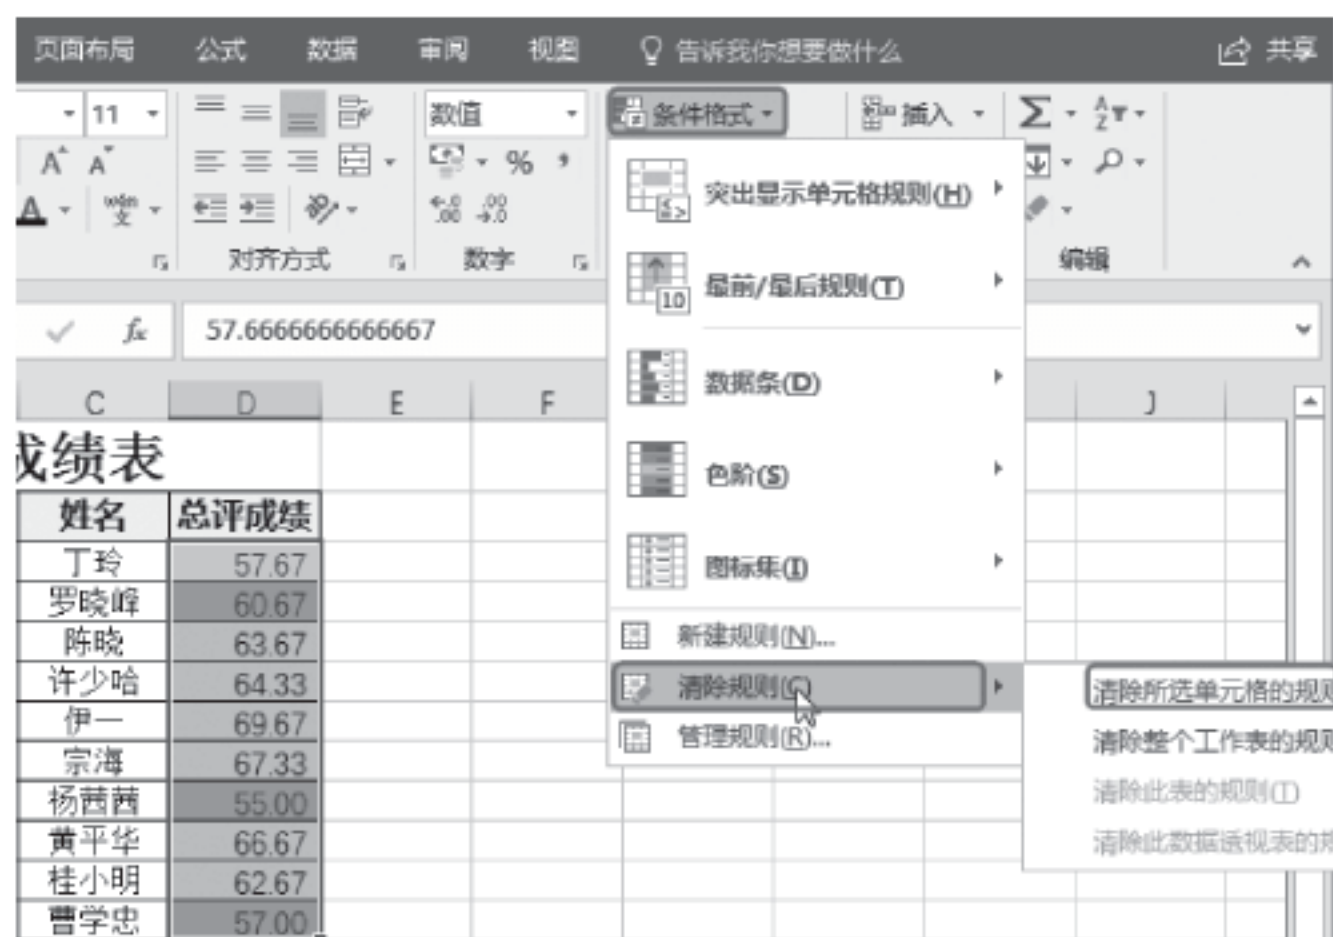 页面布局 公式 数据 审阅 视图 告诉我你想要做什么 共享
11 数值 条件格式 插入
%
wén
文
对齐方式 数字 编辑
fx 57.6666666666667
突出显示单元格规则(H)
最前/最后规则(T)
10
数据条(D)
色阶(S)
图标集(I)
新建规则(N)...
清除规则(C)
管理规则(R)...
清除所选单元格的规则
清除整个工作表的规则
清除此表的规则(T)
清除此数据透视表的规
C D E F J
成绩表
姓名 总评成绩
丁玲 57.67
罗晓峰 60.67
陈晓 63.67
许少哈 64.33
伊一 69.67
宗海 67.33
杨茜茜 55.00
黄平华 66.67
桂小明 62.67
曹学忠 57.00